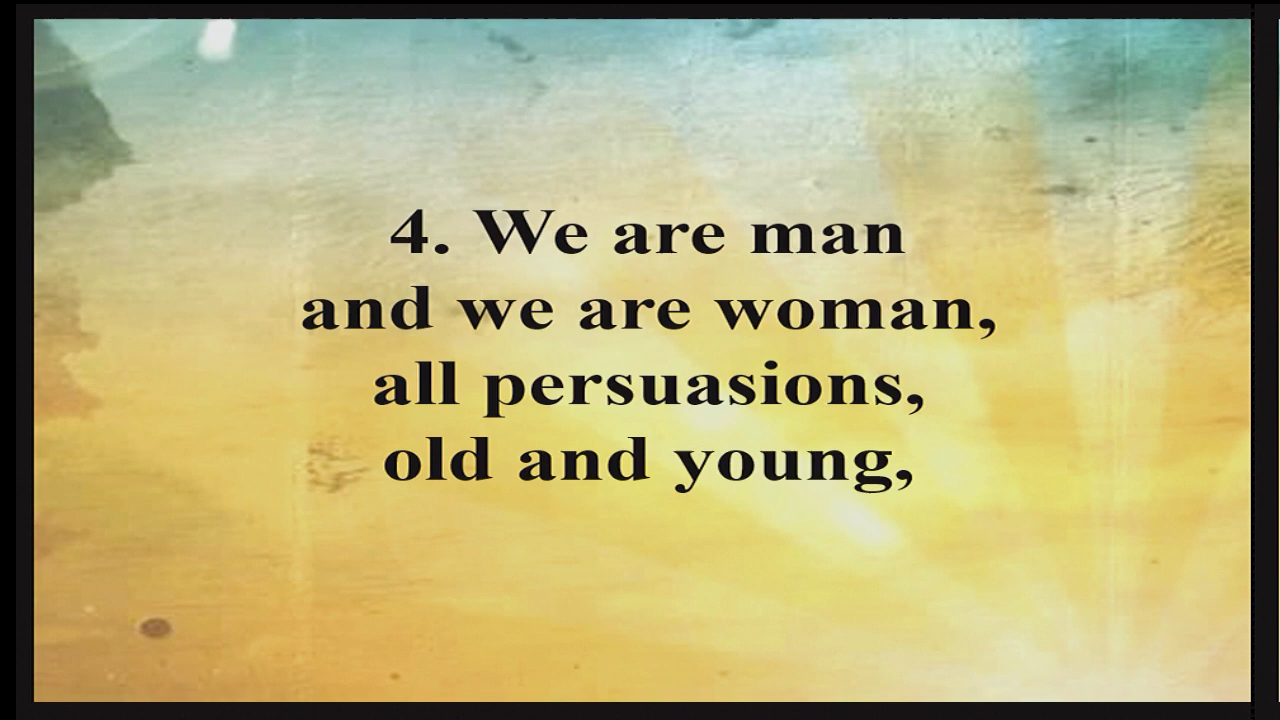 4. We are man
and we are woman,
all persuasions,
old and young,